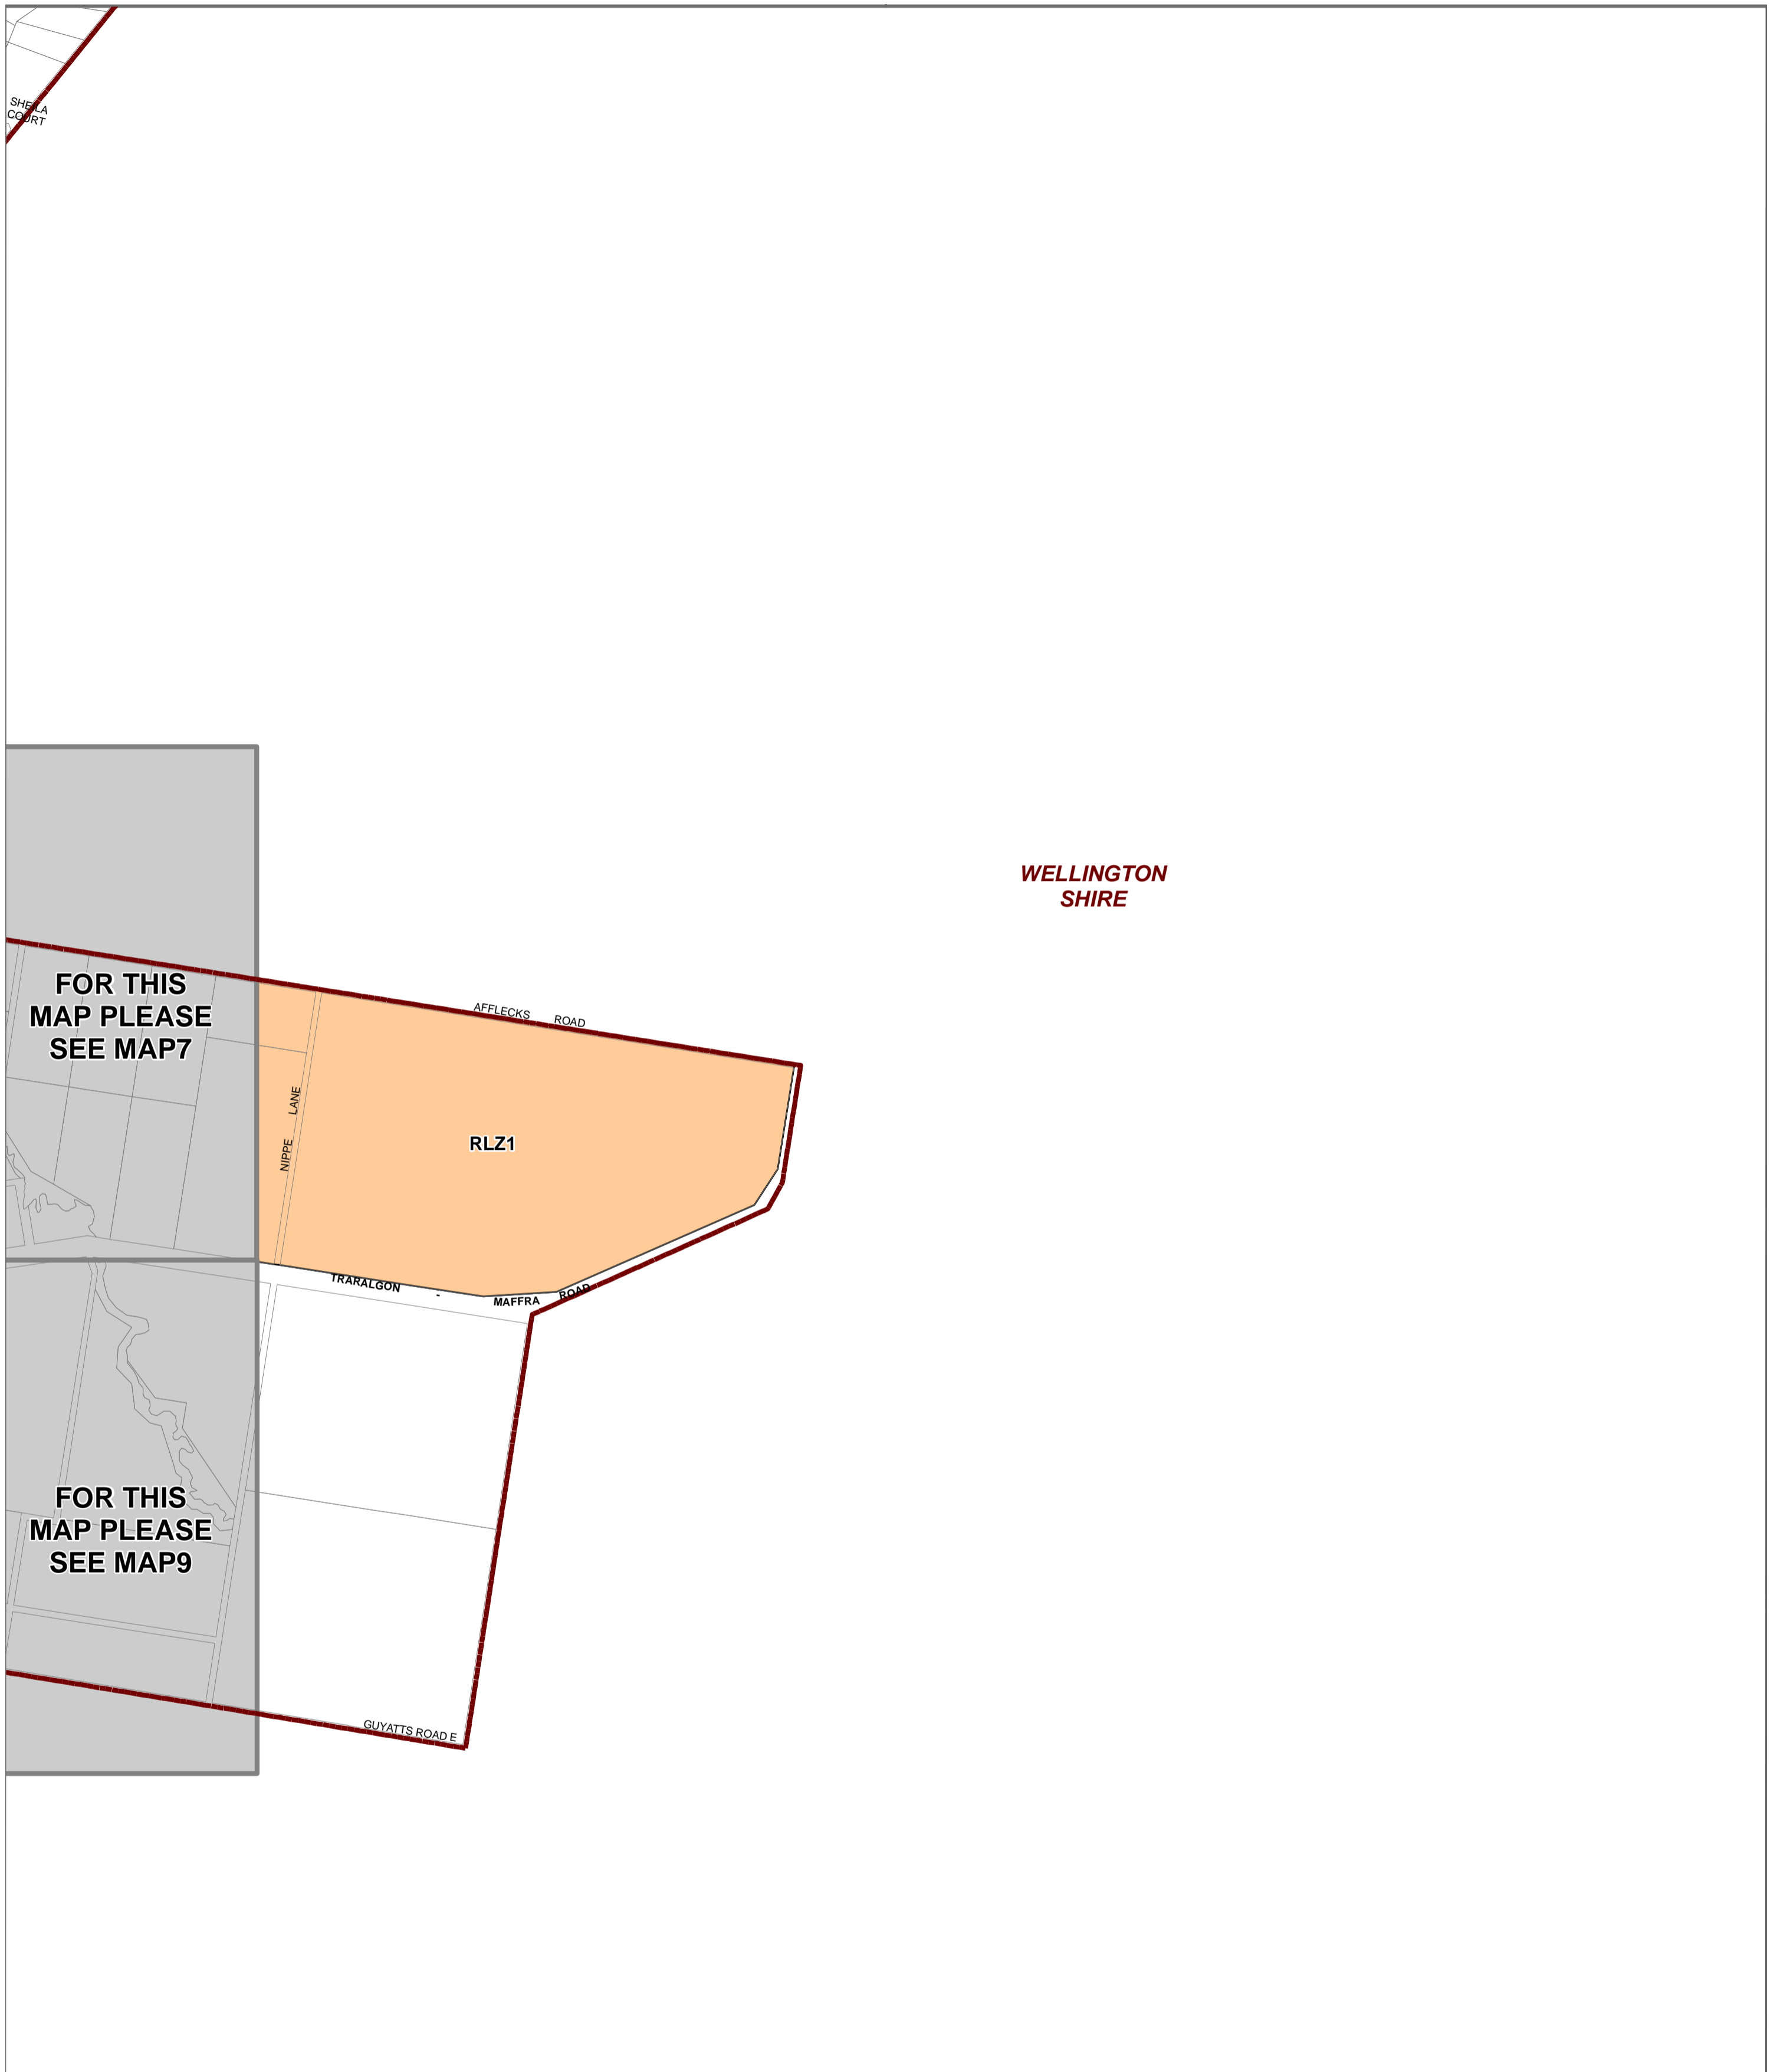 SHEILA
COURT
WELLINGTON
SHIRE
FOR THIS
MAP PLEASE
SEE MAP7
AFFLECKS ROAD
NIPPE LANE
RLZ1
TRARALGON - MAFFRA ROAD
FOR THIS
MAP PLEASE
SEE MAP9
GUYATTS ROAD E